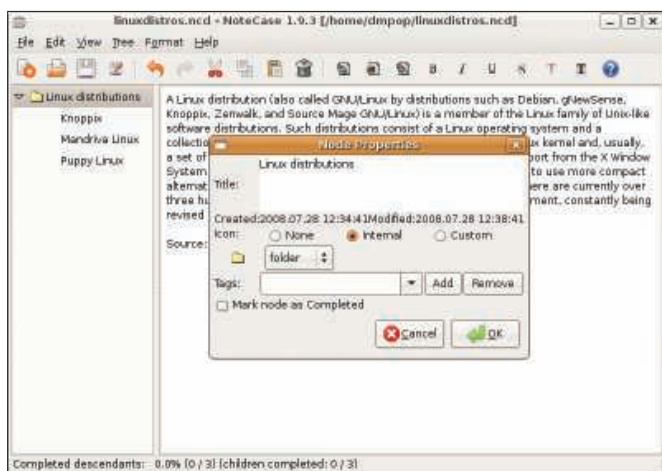 linuxdistros.ncd - NoteCase 1.9.3 [/home/dmpop/linuxdistros.ncd]
File Edit View Tree Format Help
Linux distributions
Knoppix
Mandriva Linux
Puppy Linux
A Linux distribution (also called GNU/Linux by distributions such as Debian, gNewSense,
Knoppix, Zenwalk, and Source Mage GNU/Linux) is a member of the Linux family of Unix-like
software distributions. Such distributions consist of a Linux operating system and a
collectio
ux kernel and, usually,
a set of
port from the X Window
System
to use more compact
alternat
ere are currently over
three hu
ment, constantly being
revised
Source:
Node Properties
Title:
Linux distributions
Created:2008.07.28 12:34:41Modified:2008.07.28 12:38:41
Icon:
None
Internal
Custom
folder
Tags:
Add
Remove
Mark node as Completed
Cancel
OK
Completed descendants: 0.0% (0 / 3) (children completed: 0 / 3)